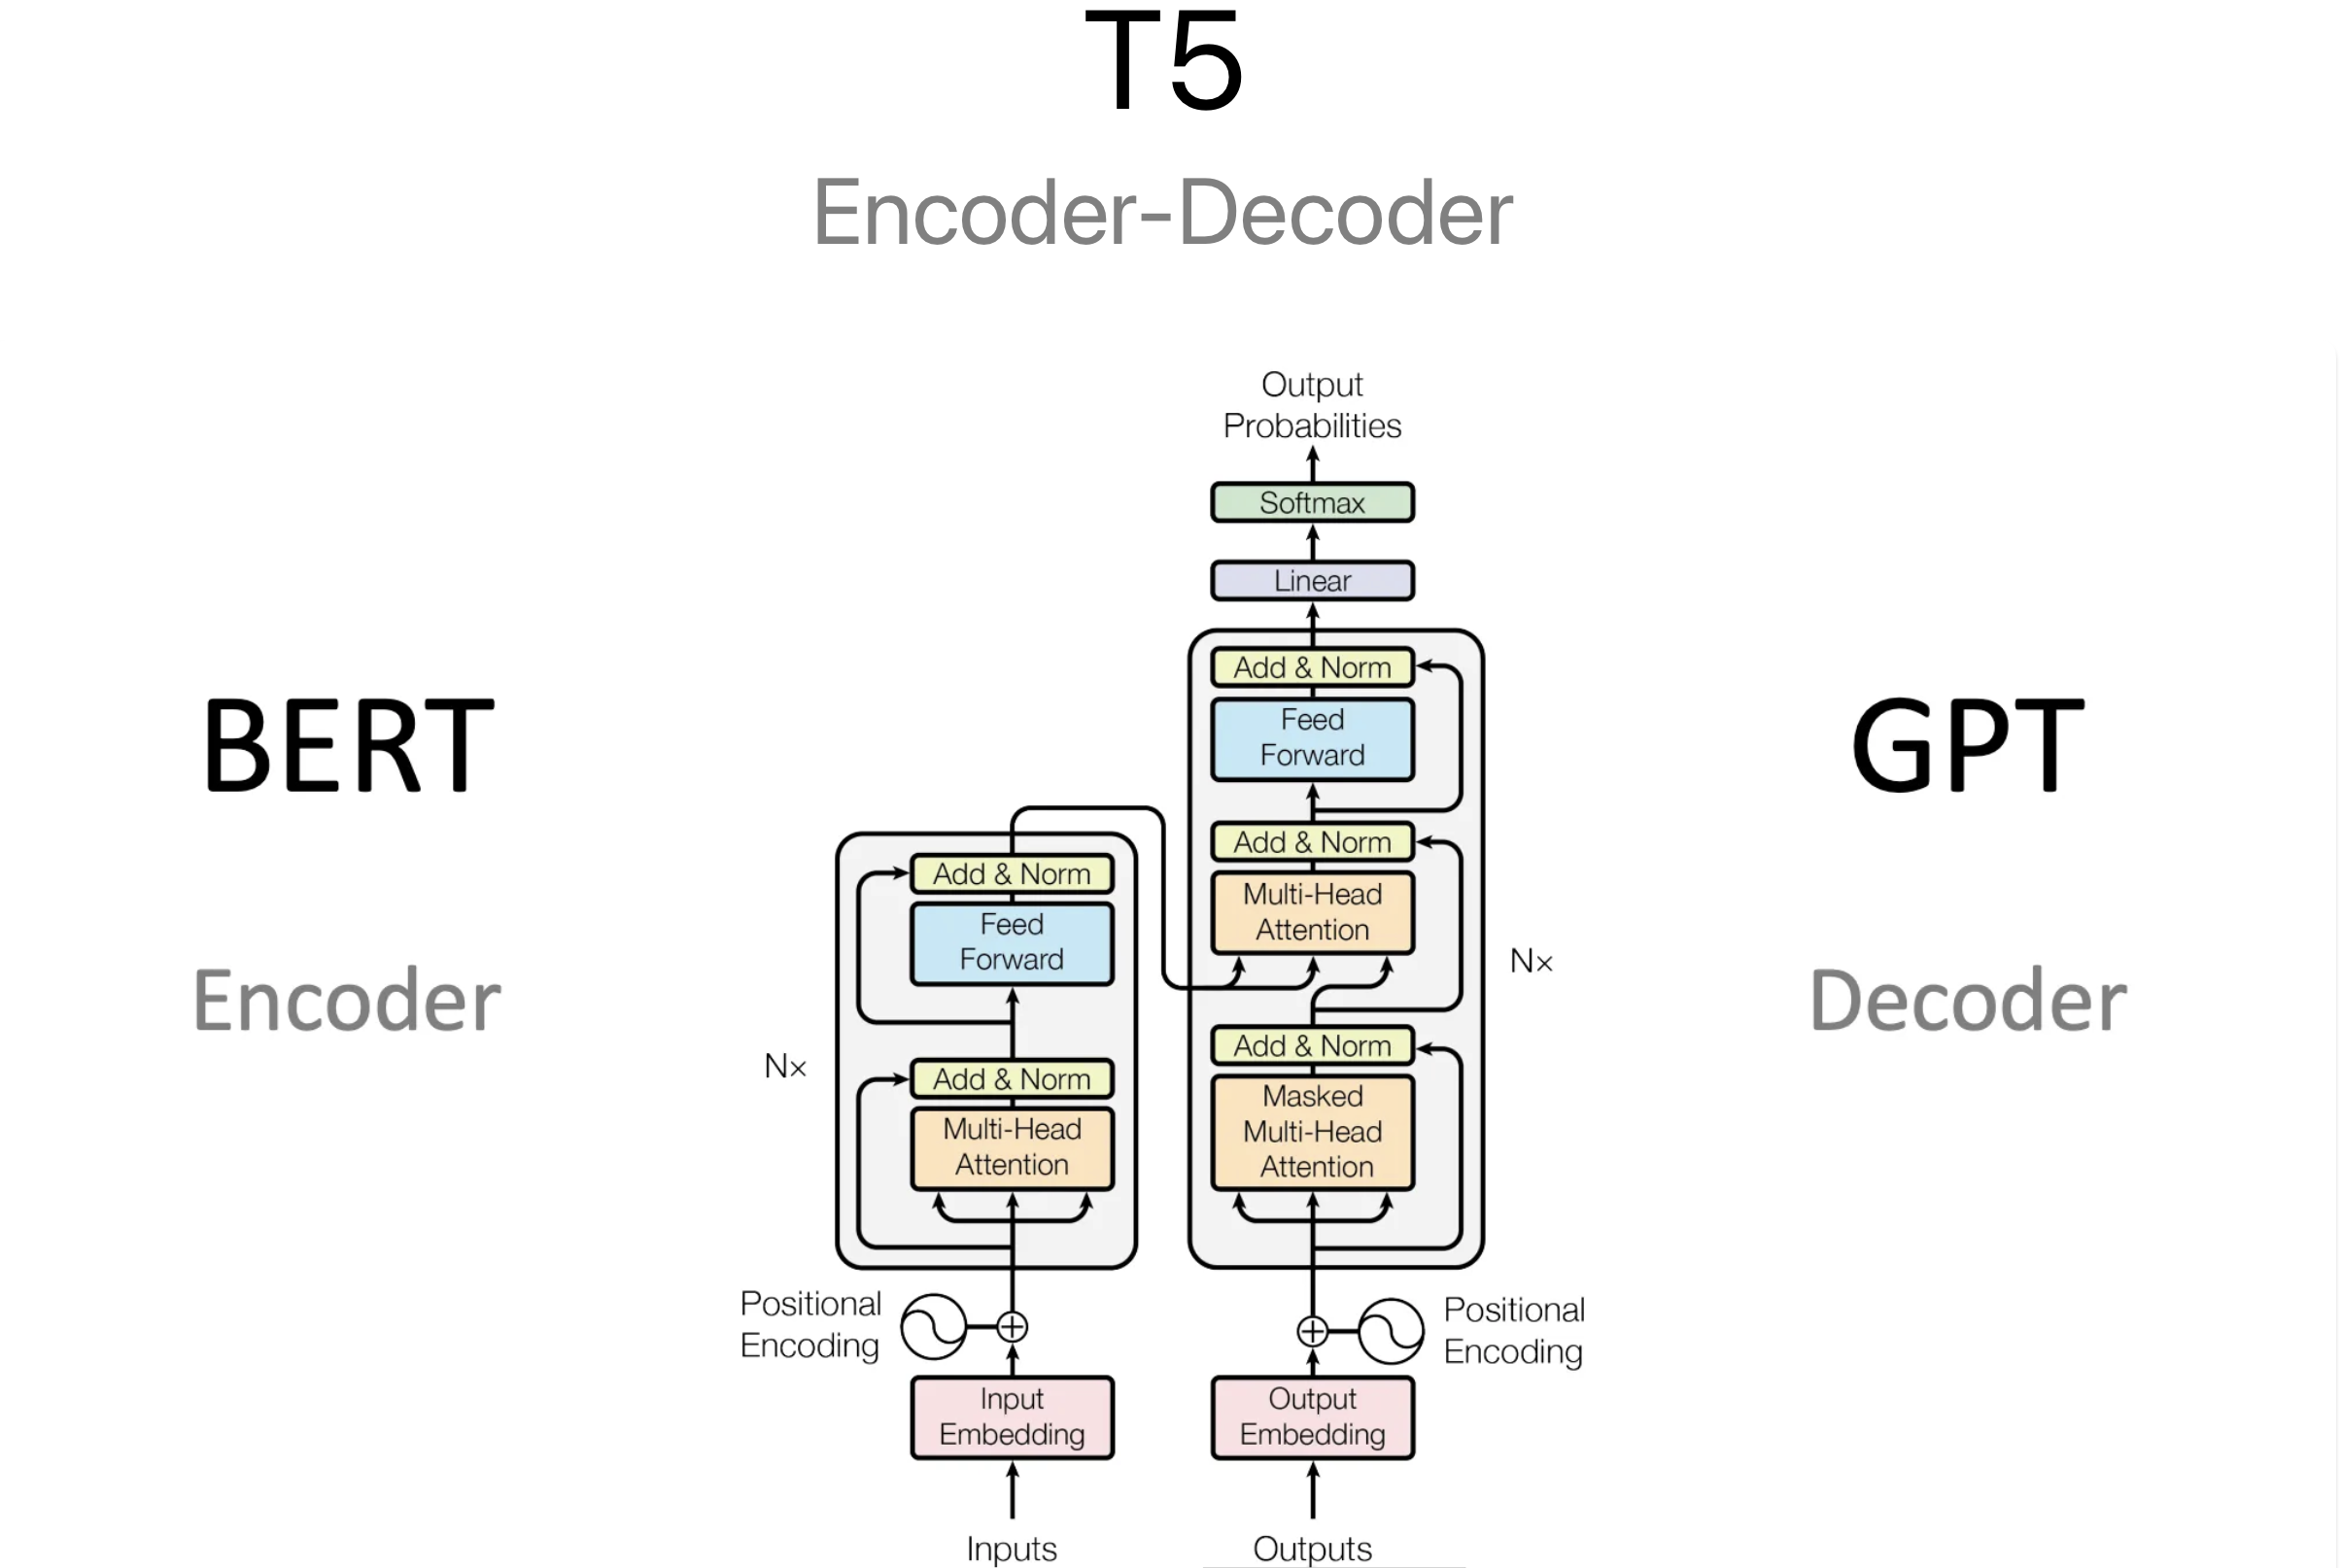 T5
Encoder-Decoder
BERT
Encoder
GPT
Decoder
Output
Probabilities
Softmax
Linear
Add & Norm
Feed
Forward
Add & Norm
Multi-Head
Attention
Add & Norm
Masked
Multi-Head
Attention
N×
Add & Norm
Feed
Forward
Add & Norm
Multi-Head
Attention
N×
Positional
Encoding
Positional
Encoding
Input
Embedding
Output
Embedding
Inputs
Outputs